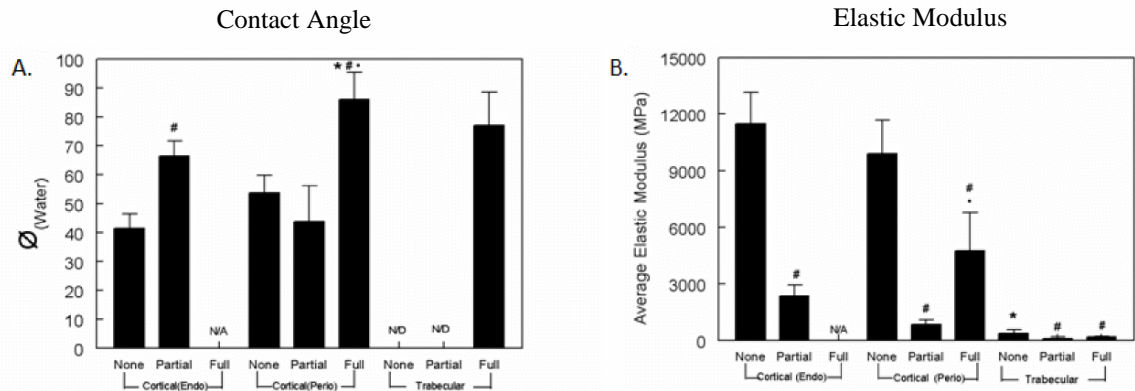 Contact Angle
Elastic Modulus
A.
100
90
80
70
60
50
40
30
20
10
0
Ø(Water)
#
N/A
* # •
N/D
N/D
None Partial Full None Partial Full None Partial Full
Cortical(Endo) Cortical(Perio) Trabecular
B.
15000
12000
9000
6000
3000
0
Average Elastic Modulus (MPa)
#
N/A
#
#
•
*
#
#
None Partial Full None Partial Full None Partial Full
Cortical (Endo) Cortical (Perio) Trabecular